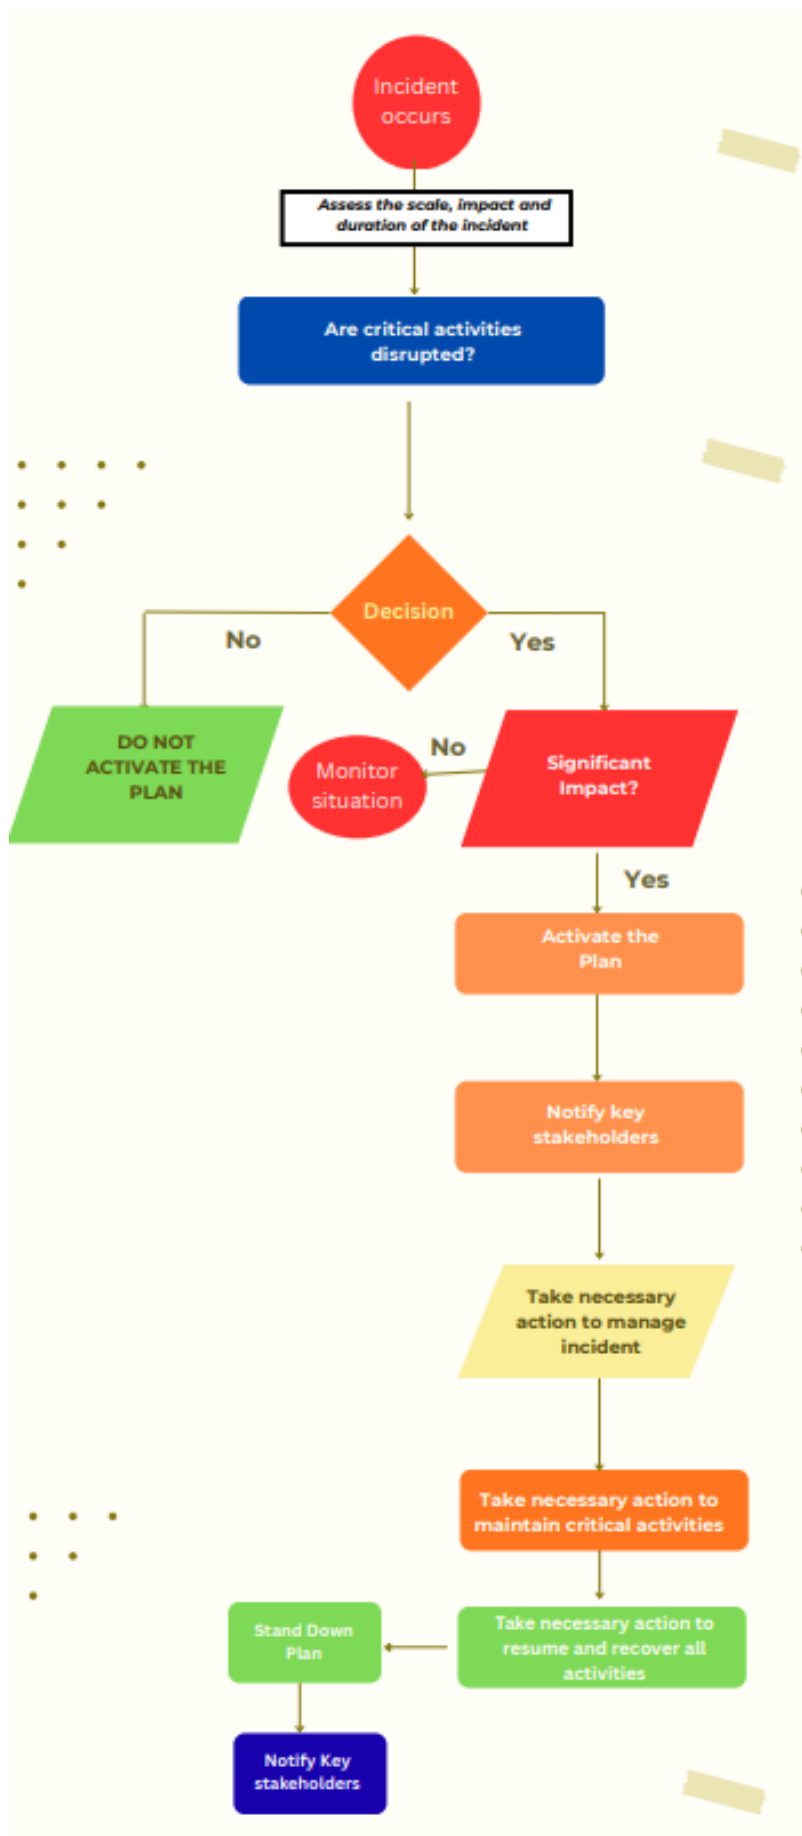 Incident
occurs
Assess the scale, impact and
duration of the incident
Are critical activities
disrupted?
Decision
No
Yes
DO NOT
ACTIVATE THE
PLAN
Monitor
situation
No
Significant
Impact?
Yes
Activate the
Plan
Notify key
stakeholders
Take necessary
action to manage
incident
Take necessary action to
maintain critical activities
Take necessary action to
resume and recover all
activities
Stand Down
Plan
Notify Key
stakeholders